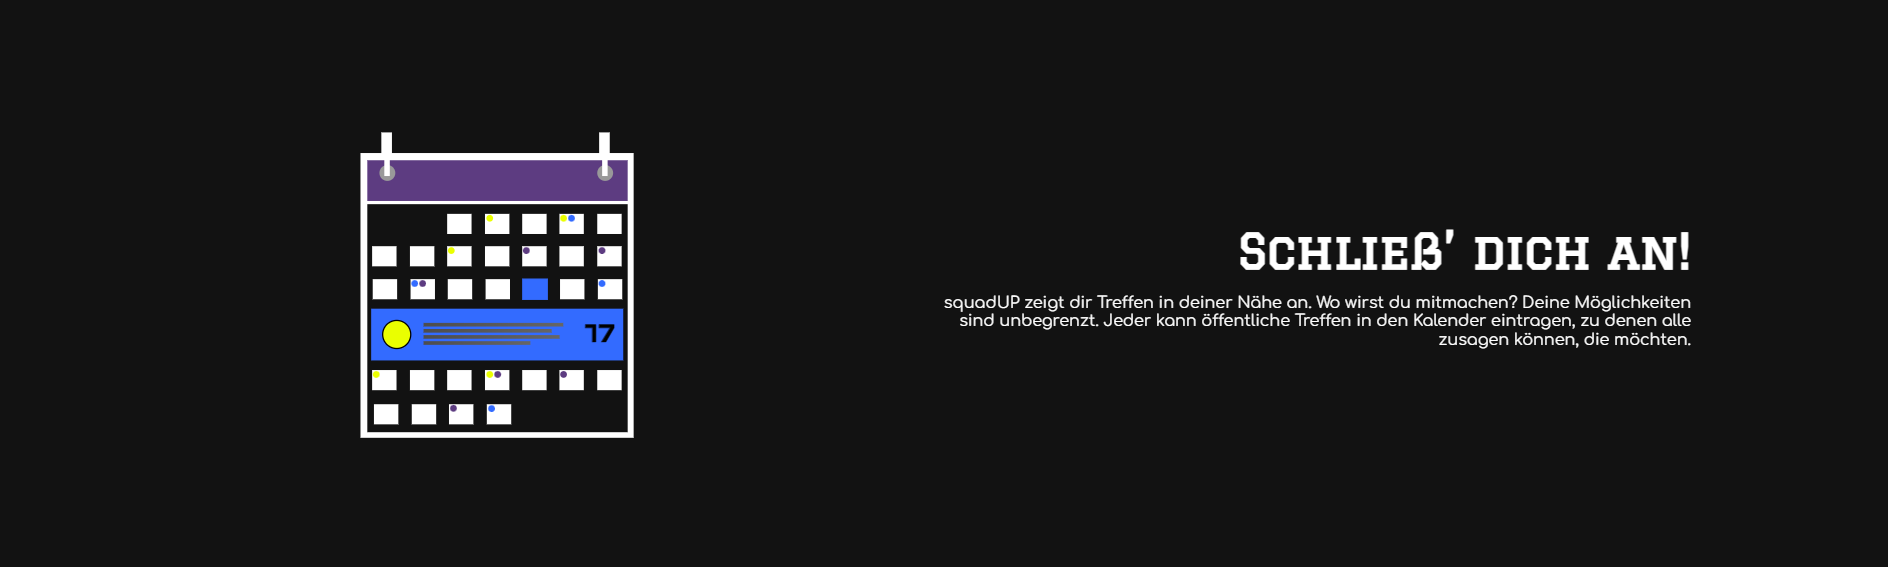 17
Schließ' dich an!
squadUP zeigt dir Treffen in deiner Nähe an. Wo wirst du mitmachen? Deine Möglichkeiten
sind unbegrenzt. Jeder kann öffentliche Treffen in den Kalender eintragen, zu denen alle
zusagen können, die möchten.